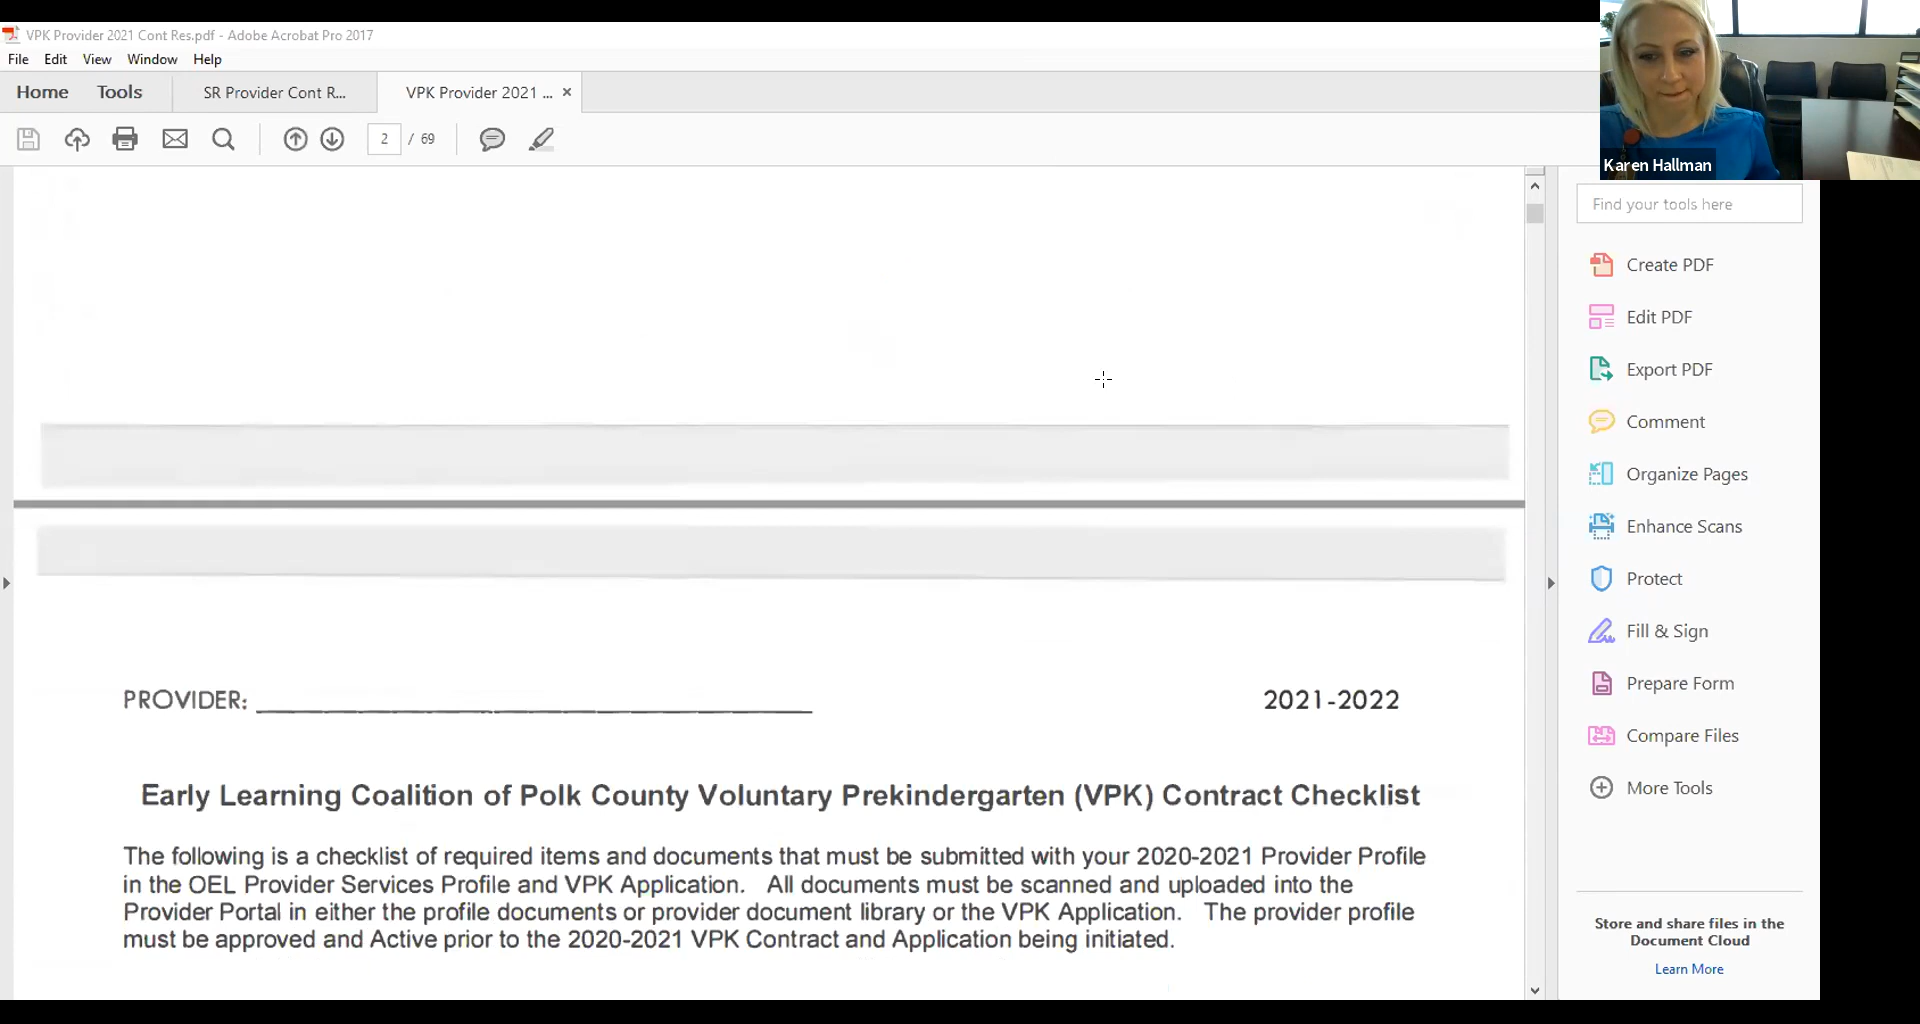 VPK Provider 2021 Cont Res.pdf - Adobe Acrobat Pro 2017
File Edit View Window Help
Home Tools SR Provider Cont R... VPK Provider 2021 ... ×
2 / 69
Karen Hallman
Find your tools here
Create PDF
Edit PDF
Export PDF
Comment
Organize Pages
Enhance Scans
Protect
Fill & Sign
Prepare Form
Compare Files
More Tools
Store and share files in the
Document Cloud
Learn More
PROVIDER: 2021-2022
Early Learning Coalition of Polk County Voluntary Prekindergarten (VPK) Contract Checklist
The following is a checklist of required items and documents that must be submitted with your 2020-2021 Provider Profile
in the OEL Provider Services Profile and VPK Application. All documents must be scanned and uploaded into the
Provider Portal in either the profile documents or provider document library or the VPK Application. The provider profile
must be approved and Active prior to the 2020-2021 VPK Contract and Application being initiated.